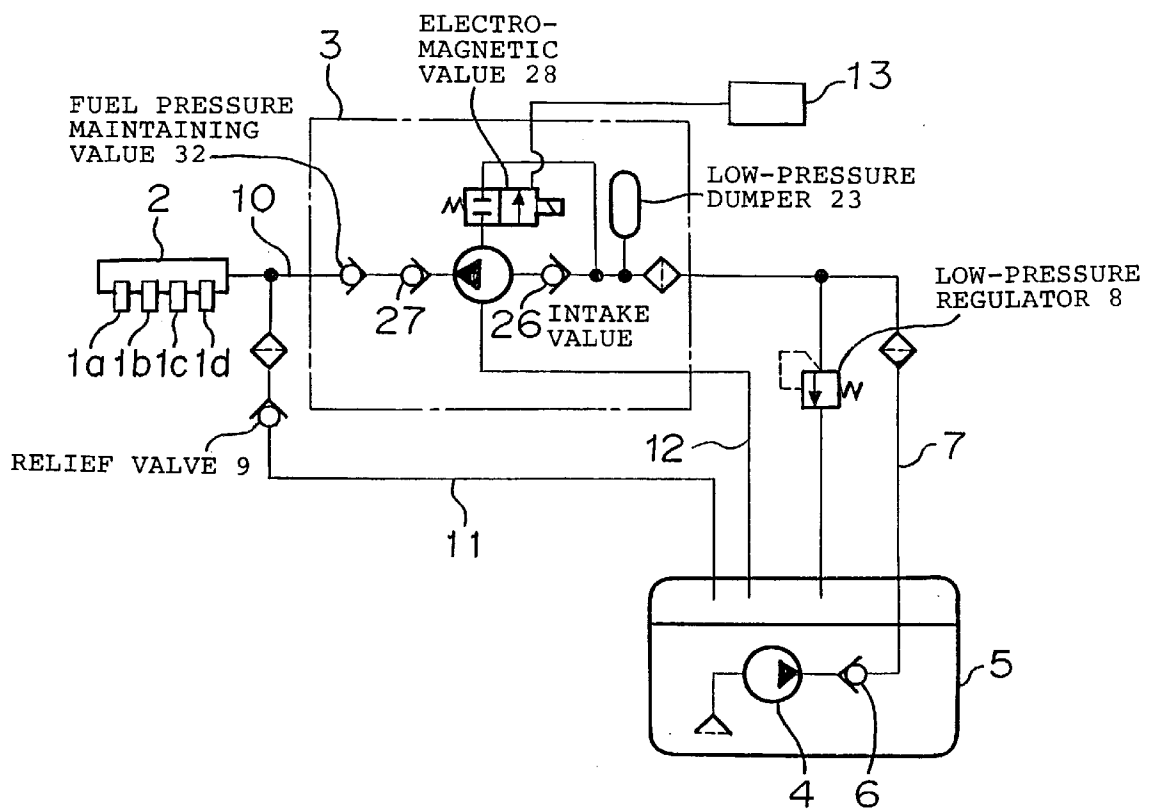 ELECTRO-
MAGNETIC
VALUE 28
3
13
FUEL PRESSURE
MAINTAINING
VALUE 32
LOW-PRESSURE
DUMPER 23
2
10
LOW-PRESSURE
REGULATOR 8
27
26 INTAKE
VALUE
1a 1b 1c 1d
RELIEF VALVE 9
12
7
11
5
4
6